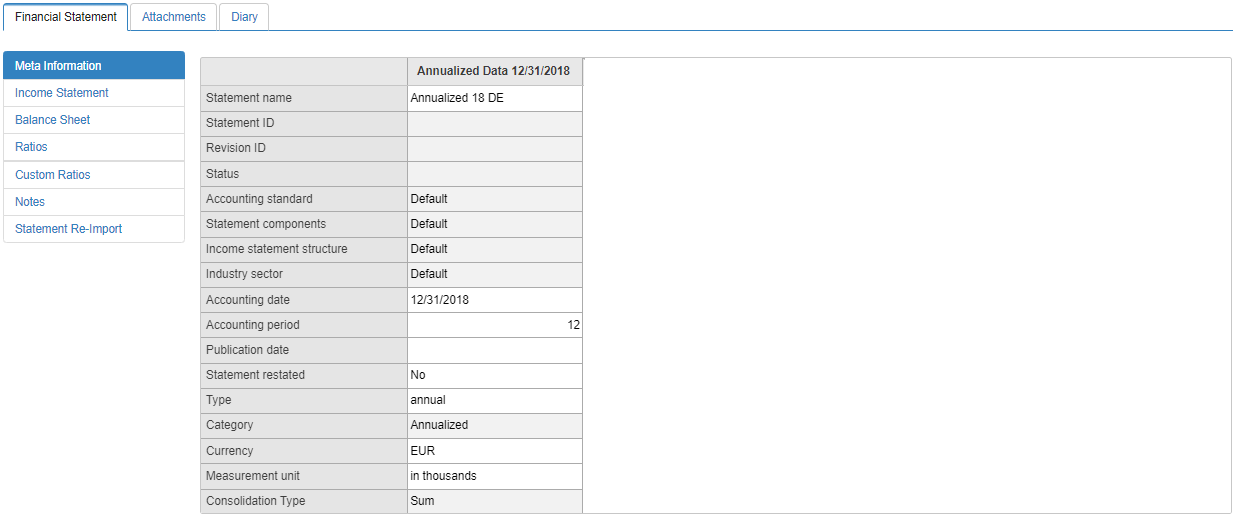 Financial Statement Attachments Diary
Meta Information
Income Statement
Balance Sheet
Ratios
Custom Ratios
Notes
Statement Re-Import
Annualized Data 12/31/2018
Statement name Annualized 18 DE
Statement ID
Revision ID
Status
Accounting standard Default
Statement components Default
Income statement structure Default
Industry sector Default
Accounting date 12/31/2018
Accounting period 12
Publication date
Statement restated No
Type annual
Category Annualized
Currency EUR
Measurement unit in thousands
Consolidation Type Sum